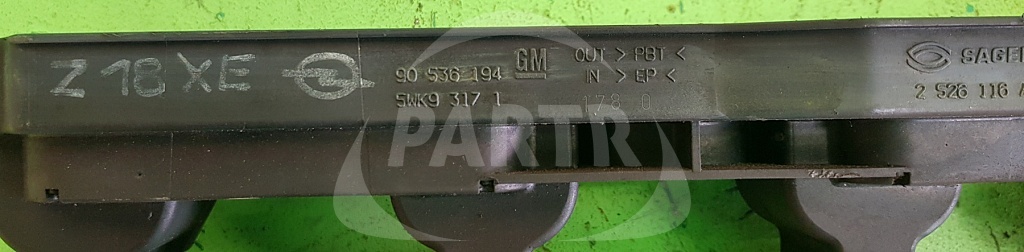 Z 18 XE
90 536 194
5WK9 317 1
GM
OUT > PBT <
IN > EP <
178 0
SAGE
2 526 116
PARTR